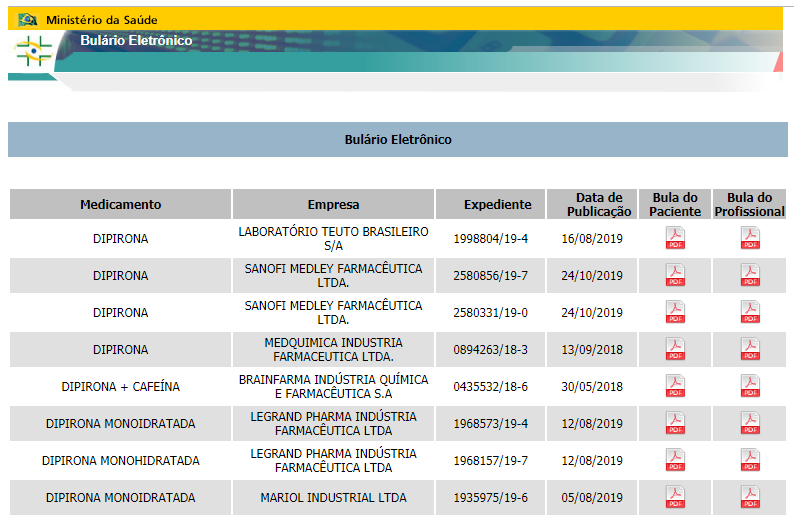 Ministério da Saúde
Bulário Eletrónico
Bulário Eletrônico
Medicamento Empresa Expediente Data de Publicação Bula do Paciente Bula do Profissional
DIPIRONA LABORATÓRIO TEUTO BRASILEIRO S/A 1998804/19-4 16/08/2019 PDF PDF
DIPIRONA SANOFI MEDLEY FARMACÊUTICA LTDA. 2580856/19-7 24/10/2019 PDF PDF
DIPIRONA SANOFI MEDLEY FARMACÊUTICA LTDA. 2580331/19-0 24/10/2019 PDF PDF
DIPIRONA MEDQUIMICA INDUSTRIA FARMACEUTICA LTDA. 0894263/18-3 13/09/2018 PDF PDF
DIPIRONA + CAFEÍNA BRAINFARMA INDÚSTRIA QUÍMICA E FARMACÊUTICA S.A 0435532/18-6 30/05/2018 PDF PDF
DIPIRONA MONOIDRATADA LEGRAND PHARMA INDÚSTRIA FARMACÊUTICA LTDA 1968573/19-4 12/08/2019 PDF PDF
DIPIRONA MONOHIDRATADA LEGRAND PHARMA INDÚSTRIA FARMACÊUTICA LTDA 1968157/19-7 12/08/2019 PDF PDF
DIPIRONA MONOIDRATADA MARIOL INDUSTRIAL LTDA 1935975/19-6 05/08/2019 PDF PDF